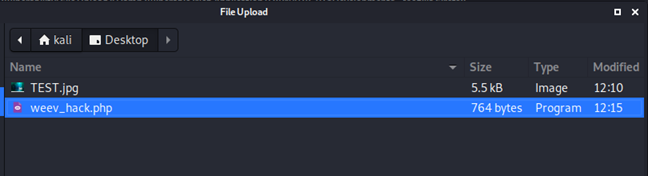 File Upload
kali Desktop
Name Size Type Modified
TEST.jpg 5.5 kB Image 12:10
weev_hack.php 764 bytes Program 12:15